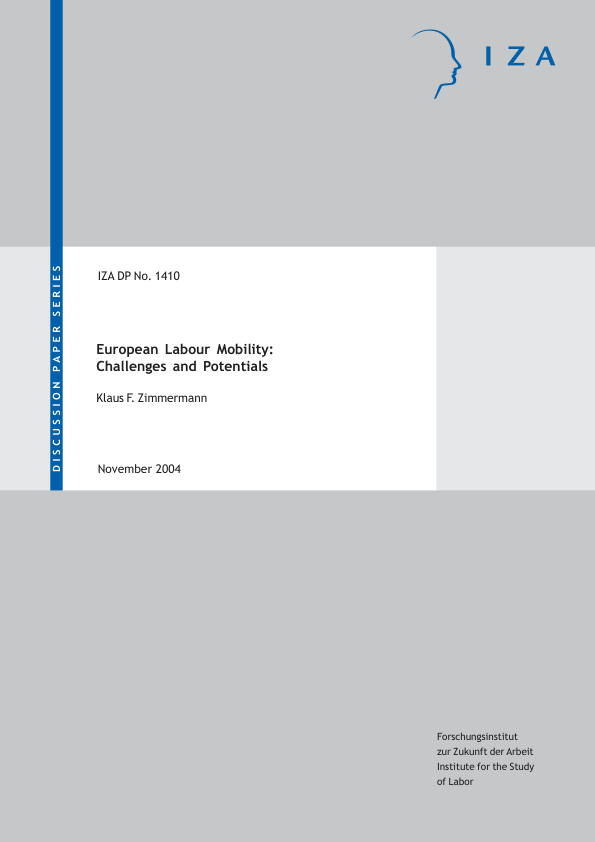 IZA
DISCUSSION PAPER SERIES
IZA DP No. 1410
European Labour Mobility:
Challenges and Potentials
Klaus F. Zimmermann
November 2004
Forschungsinstitut
zur Zukunft der Arbeit
Institute for the Study
of Labor